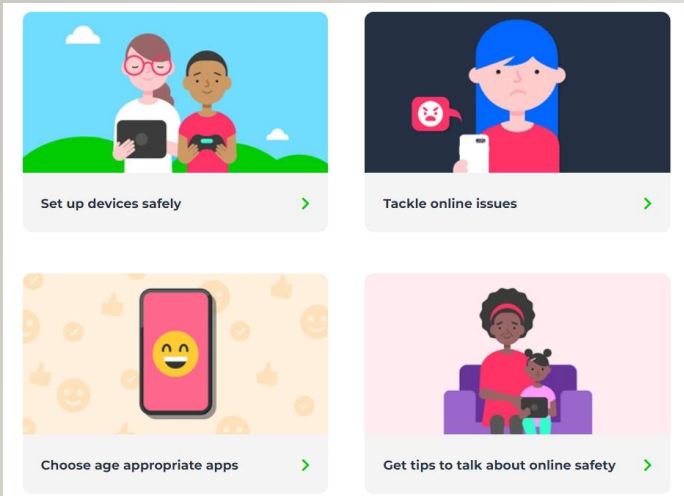 Set up devices safely
Tackle online issues
Choose age appropriate apps
Get tips to talk about online safety